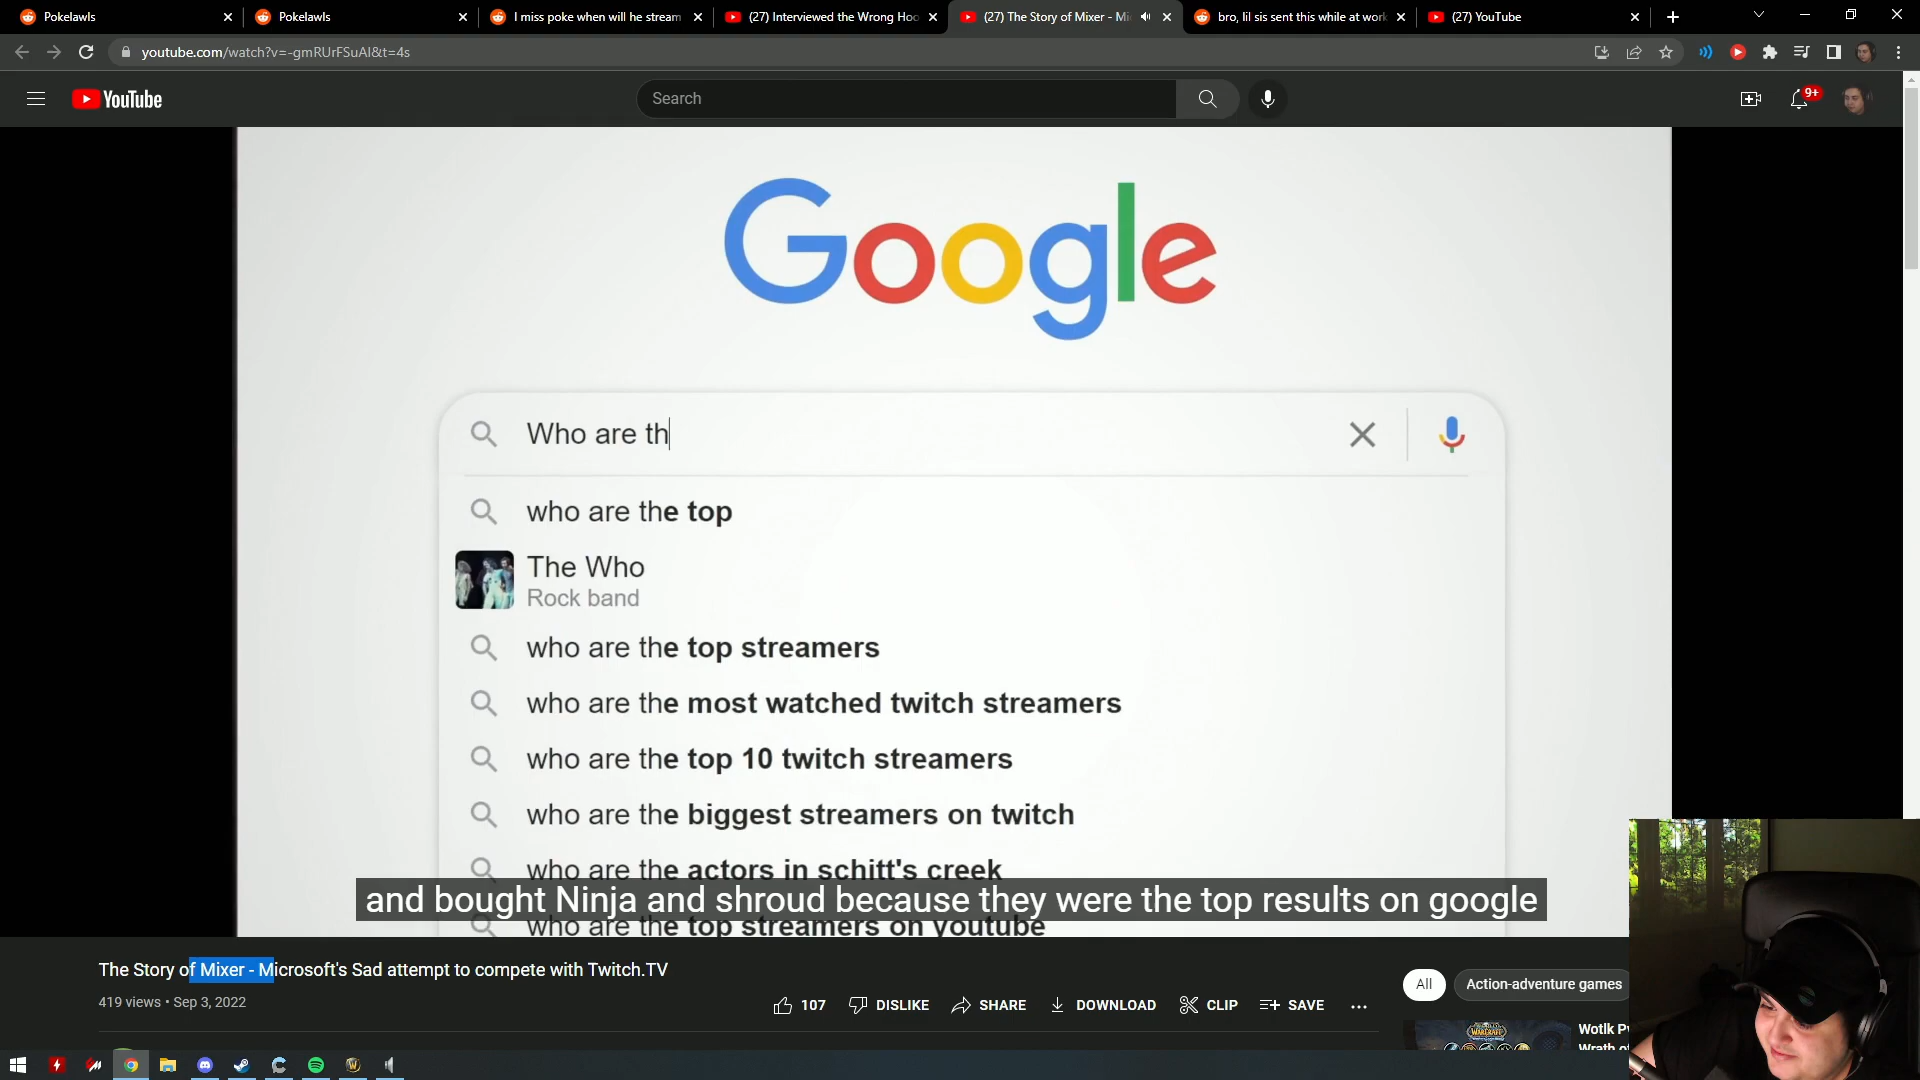 Pokelawls
Pokelawls
I miss poke when will he stream
(27) Interviewed the Wrong Hoo
(27) The Story of Mixer - Mi
bro, lil sis sent this while at work
(27) YouTube
youtube.com/watch?v=-gmRUrFSuAI&t=4s
YouTube
Search
9+
Google
Who are th
who are the top
The Who
Rock band
who are the top streamers
who are the most watched twitch streamers
who are the top 10 twitch streamers
who are the biggest streamers on twitch
who are the actors in schitt's creek
and bought Ninja and shroud because they were the top results on google
who are the top streamers on youtube
The Story of Mixer - Microsoft's Sad attempt to compete with Twitch.TV
419 views • Sep 3, 2022
107
DISLIKE
SHARE
DOWNLOAD
CLIP
SAVE
All
Action-adventure games
Wotlk P
Wrath of